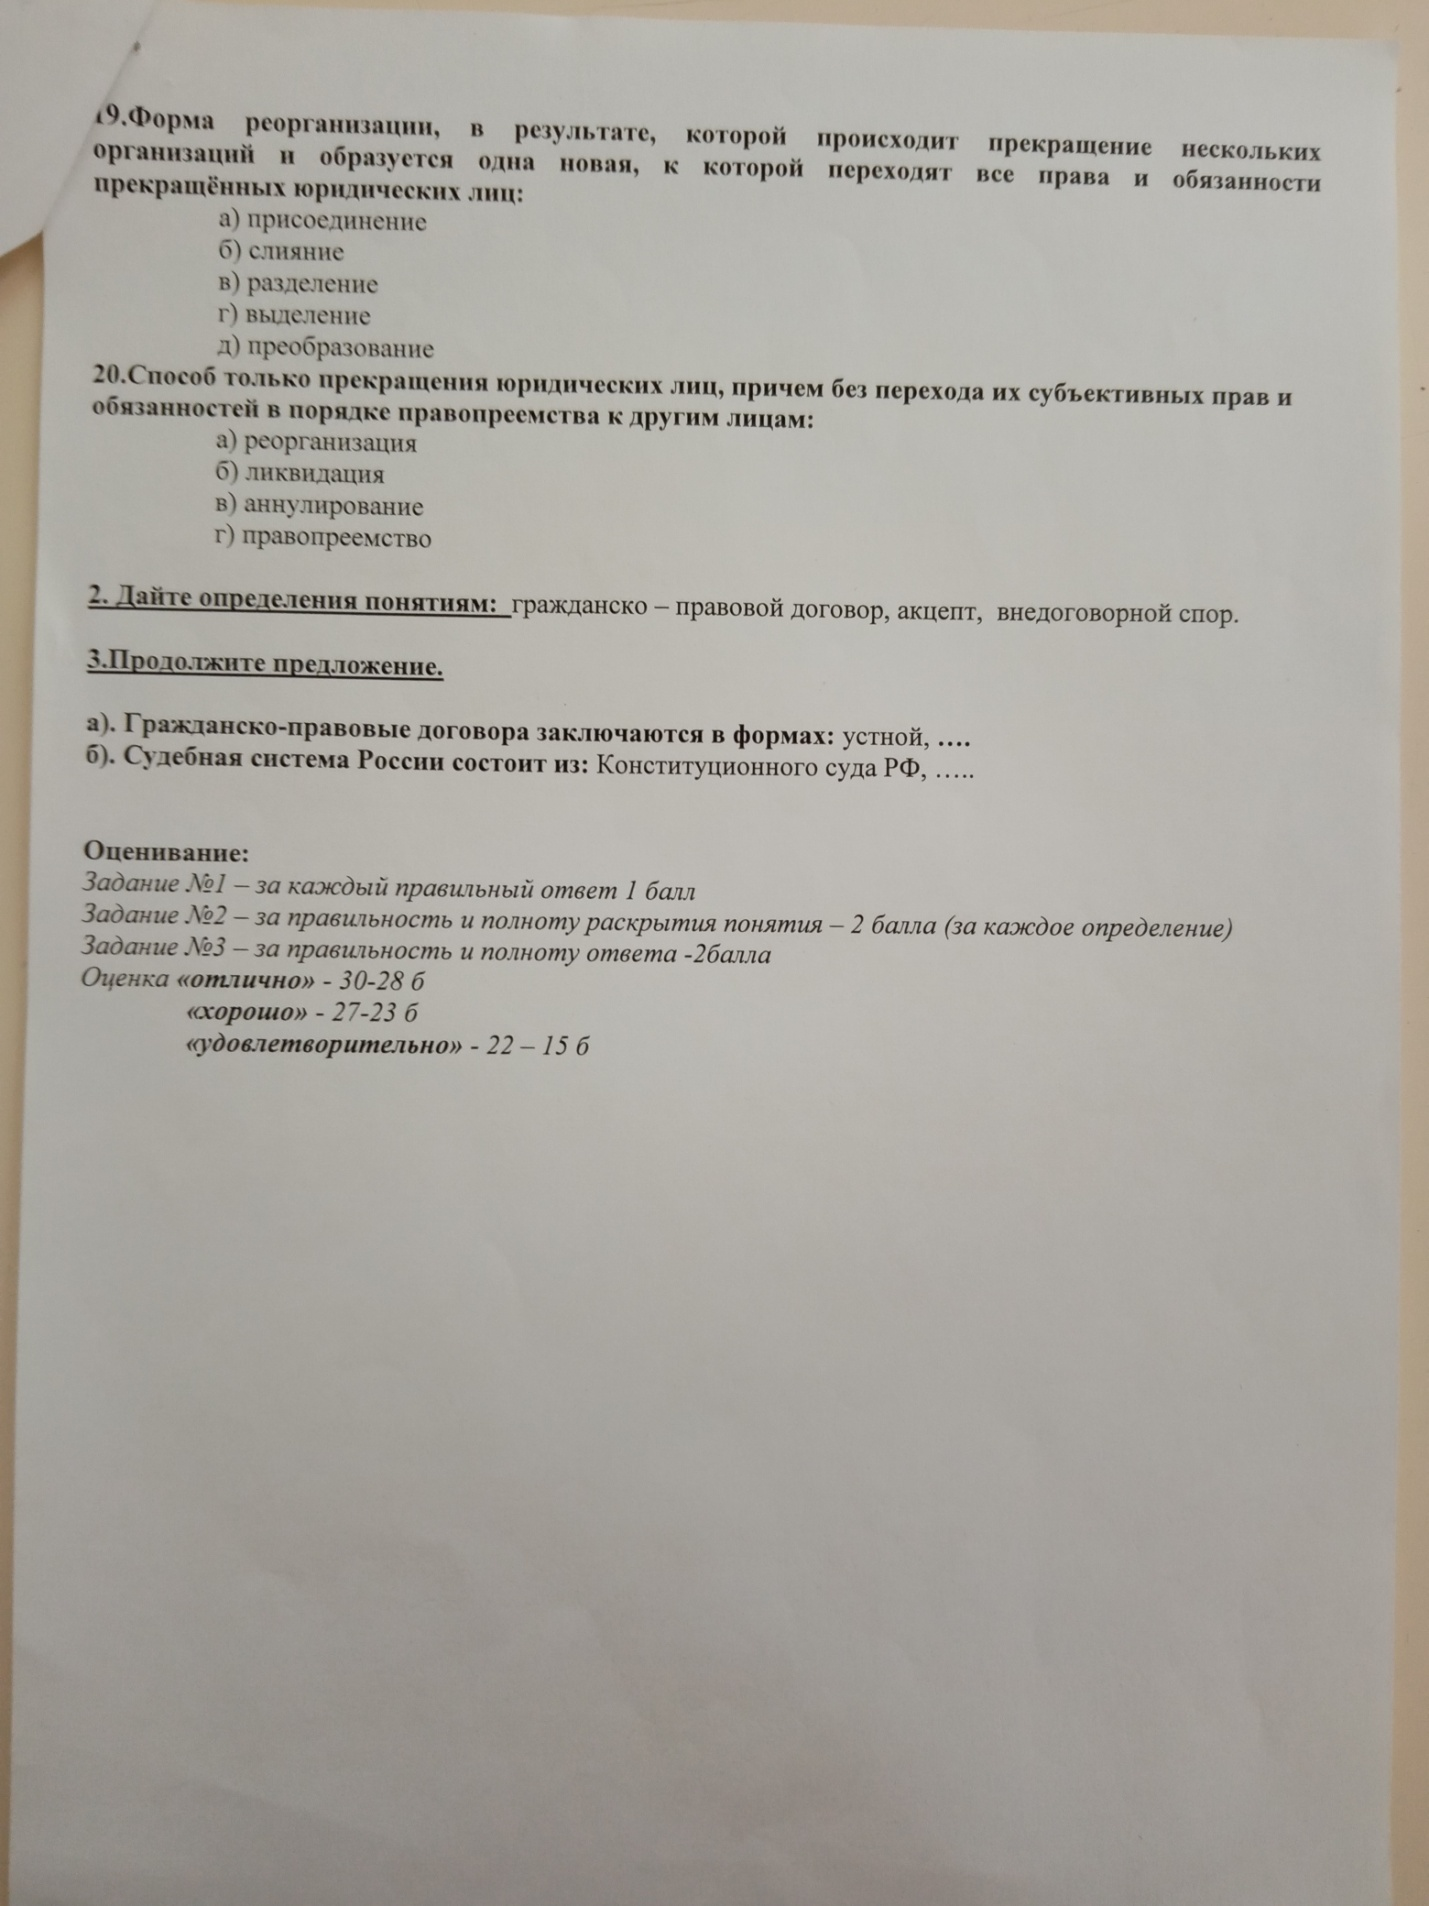 19.Форма реорганизации, в результате, которой происходит прекращение нескольких
организаций и образуется одна новая, к которой переходят все права и обязанности
прекращённых юридических лиц:
а) присоединение
б) слияние
в) разделение
г) выделение
д) преобразование
20.Способ только прекращения юридических лиц, причем без перехода их субъективных прав и
обязанностей в порядке правопреемства к другим лицам:
а) реорганизация
б) ликвидация
в) аннулирование
г) правопреемство
2. Дайте определения понятиям: гражданско – правовой договор, акцепт, внедоговорной спор.
3.Продолжите предложение.
а). Гражданско-правовые договора заключаются в формах: устной, ….
б). Судебная система России состоит из: Конституционного суда РФ, …..
Оценивание:
Задание №1 – за каждый правильный ответ 1 балл
Задание №2 – за правильность и полноту раскрытия понятия – 2 балла (за каждое определение)
Задание №3 – за правильность и полноту ответа -2балла
Оценка «отлично» - 30-28 б
«хорошо» - 27-23 б
«удовлетворительно» - 22 – 15 б